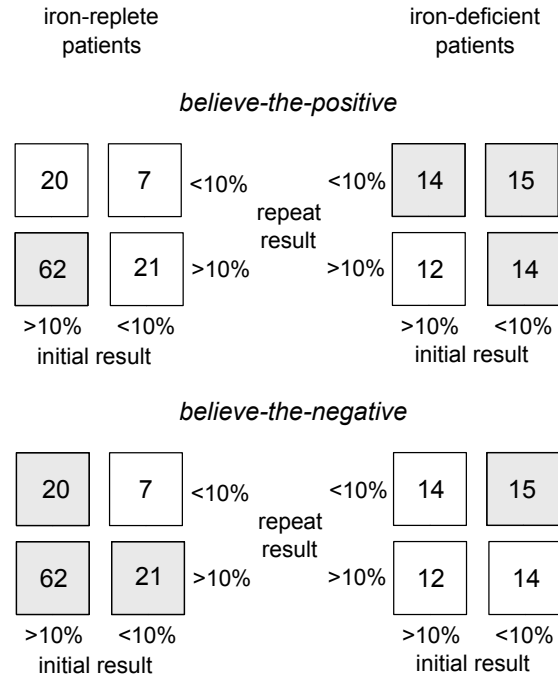 iron-replete
patients
iron-deficient
patients
believe-the-positive
20 7 <10% <10% 14 15
repeat
result
62 21 >10% >10% 12 14
>10% <10% >10% <10%
initial result initial result
believe-the-negative
20 7 <10% <10% 14 15
repeat
result
62 21 >10% >10% 12 14
>10% <10% >10% <10%
initial result initial result